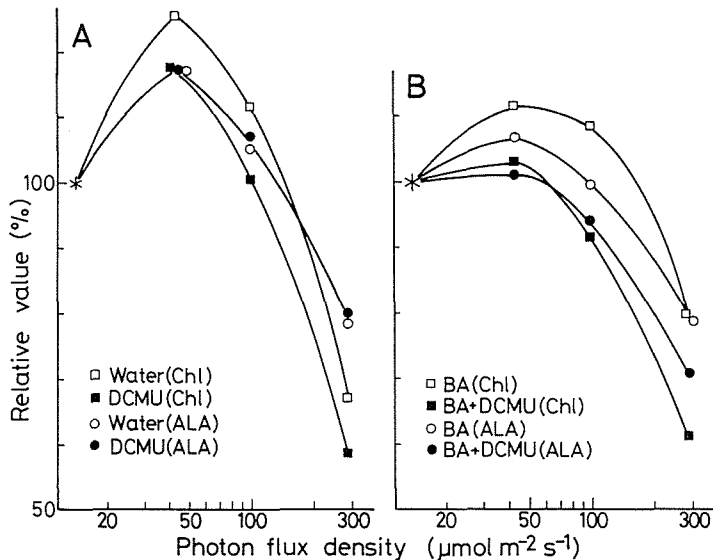 A
B
Relative value (%)
100
50
□ Water(Chl)
■ DCMU(Chl)
○ Water(ALA)
● DCMU(ALA)
□ BA(Chl)
■ BA+DCMU(Chl)
○ BA(ALA)
● BA+DCMU(ALA)
20 50 100 300
20 50 100 300
Photon flux density (μmol m⁻² s⁻¹)